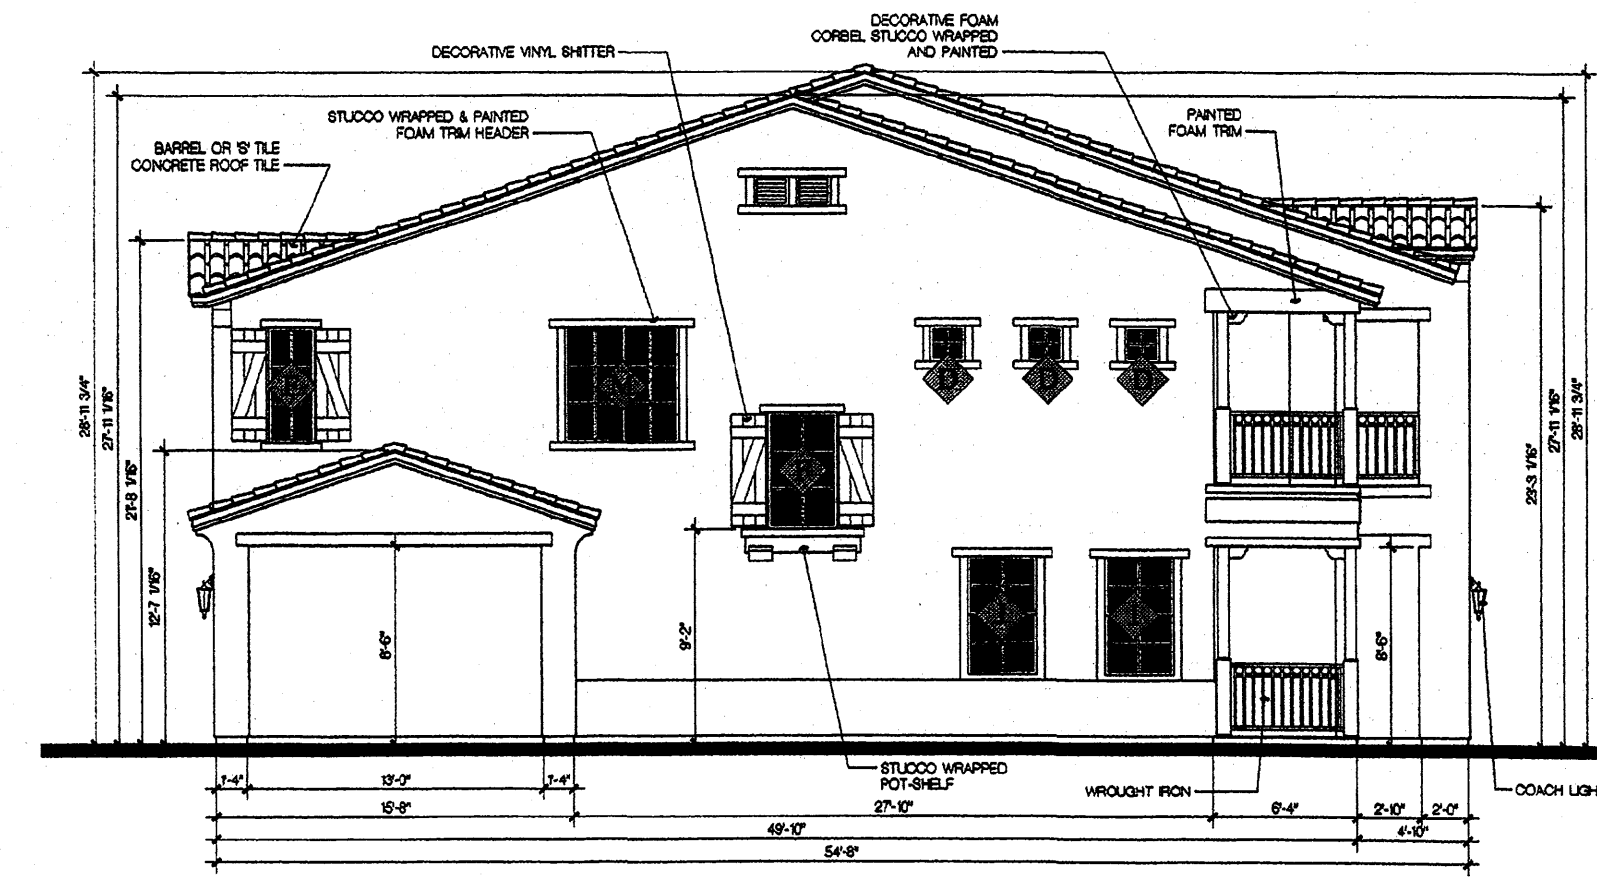 DECORATIVE FOAM
CORBEL STUCCO WRAPPED
AND PAINTED
DECORATIVE VINYL SHITTER
STUCCO WRAPPED & PAINTED
FOAM TRIM HEADER
PAINTED
FOAM TRIM
BARREL OR 'S' TILE
CONCRETE ROOF TILE
28'-11 3/4"
27'-11 1/16"
21'-8 1/16"
12'-7 1/16"
8'-6"
9'-2"
D
D
D
8'-6"
23'-3 1/16"
27'-11 1/16"
28'-11 3/4"
STUCCO WRAPPED
POT-SHELF
WROUGHT IRON
COACH LIGH
1'-4"
13'-0"
1'-4"
15'-8"
27'-10"
6'-4"
2'-10"
2'-0"
49'-10"
4'-10"
54'-8"